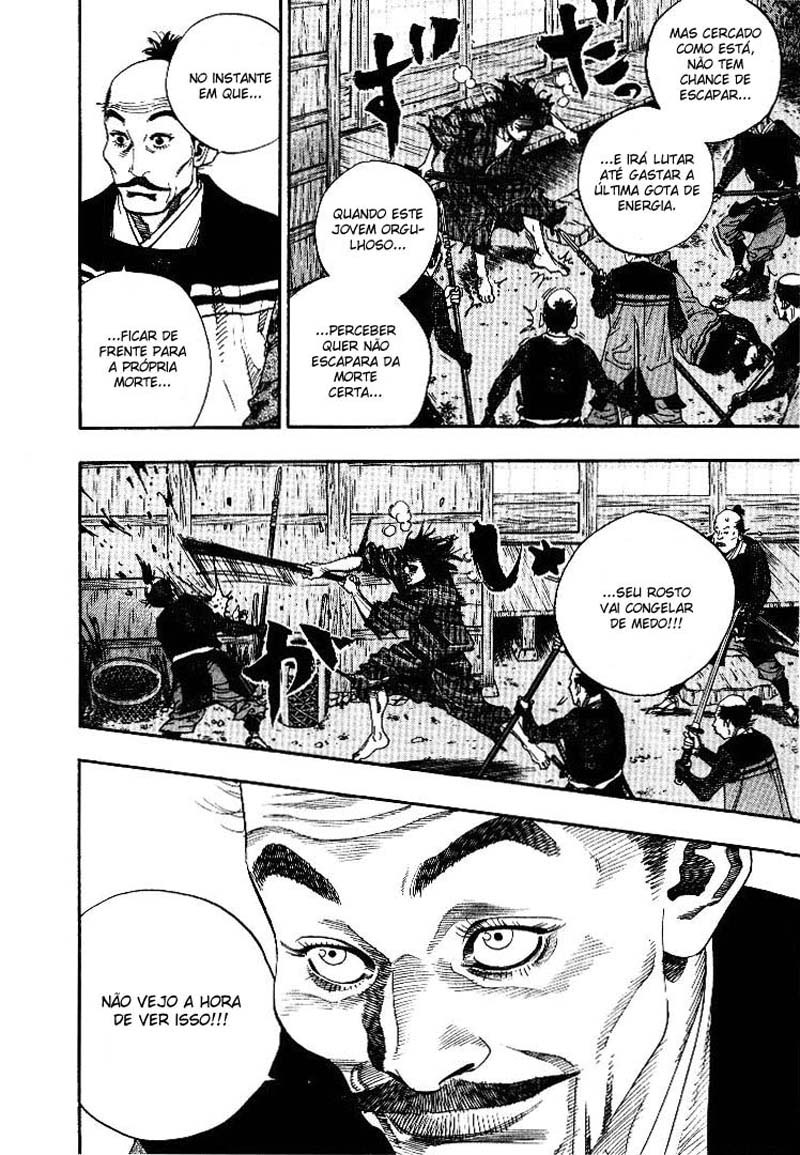 MAS CERCADO
COMO ESTÁ,
NÃO TEM
CHANCE DE
ESCAPAR...
...E IRÁ LUTAR
ATÉ GASTAR A
ÚLTIMA GOTA DE
ENERGIA.
QUANDO ESTE
JOVEM ORGU-
LHOSO...
...PERCEBER
QUER NÃO
ESCAPARA DA
MORTE
CERTA...
NO INSTANTE
EM QUE...
...FICAR DE
FRENTE PARA
A PRÓPRIA
MORTE...
...SEU ROSTO
VAI CONGELAR
DE MEDO!!!
NÃO VEJO A HORA
DE VER ISSO!!!